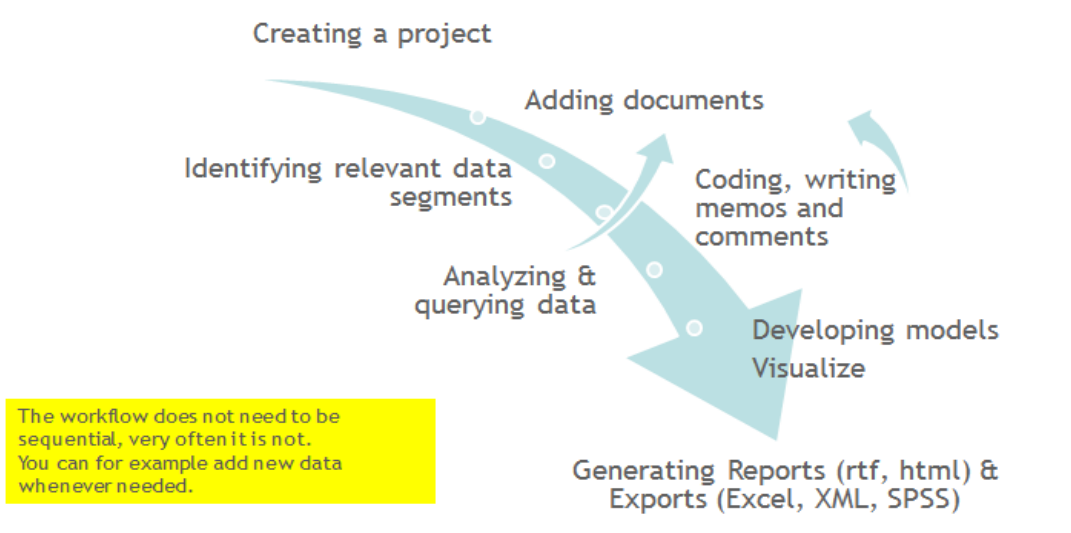 Creating a project
Adding documents
Identifying relevant data
segments
Coding, writing
memos and
comments
Analyzing &
querying data
Developing models
Visualize
The workflow does not need to be
sequential, very often it is not.
You can for example add new data
whenever needed.
Generating Reports (rtf, html) &
Exports (Excel, XML, SPSS)